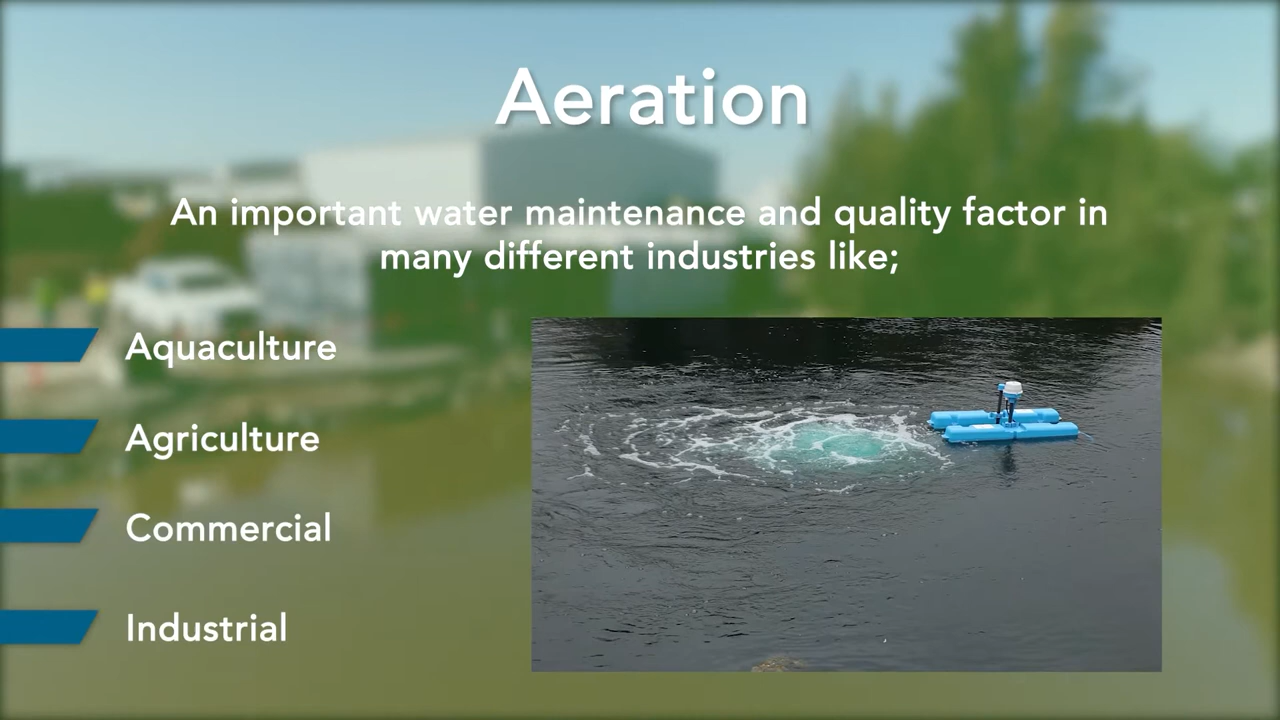 Aeration
An important water maintenance and quality factor in
many different industries like;
Aquaculture
Agriculture
Commercial
Industrial